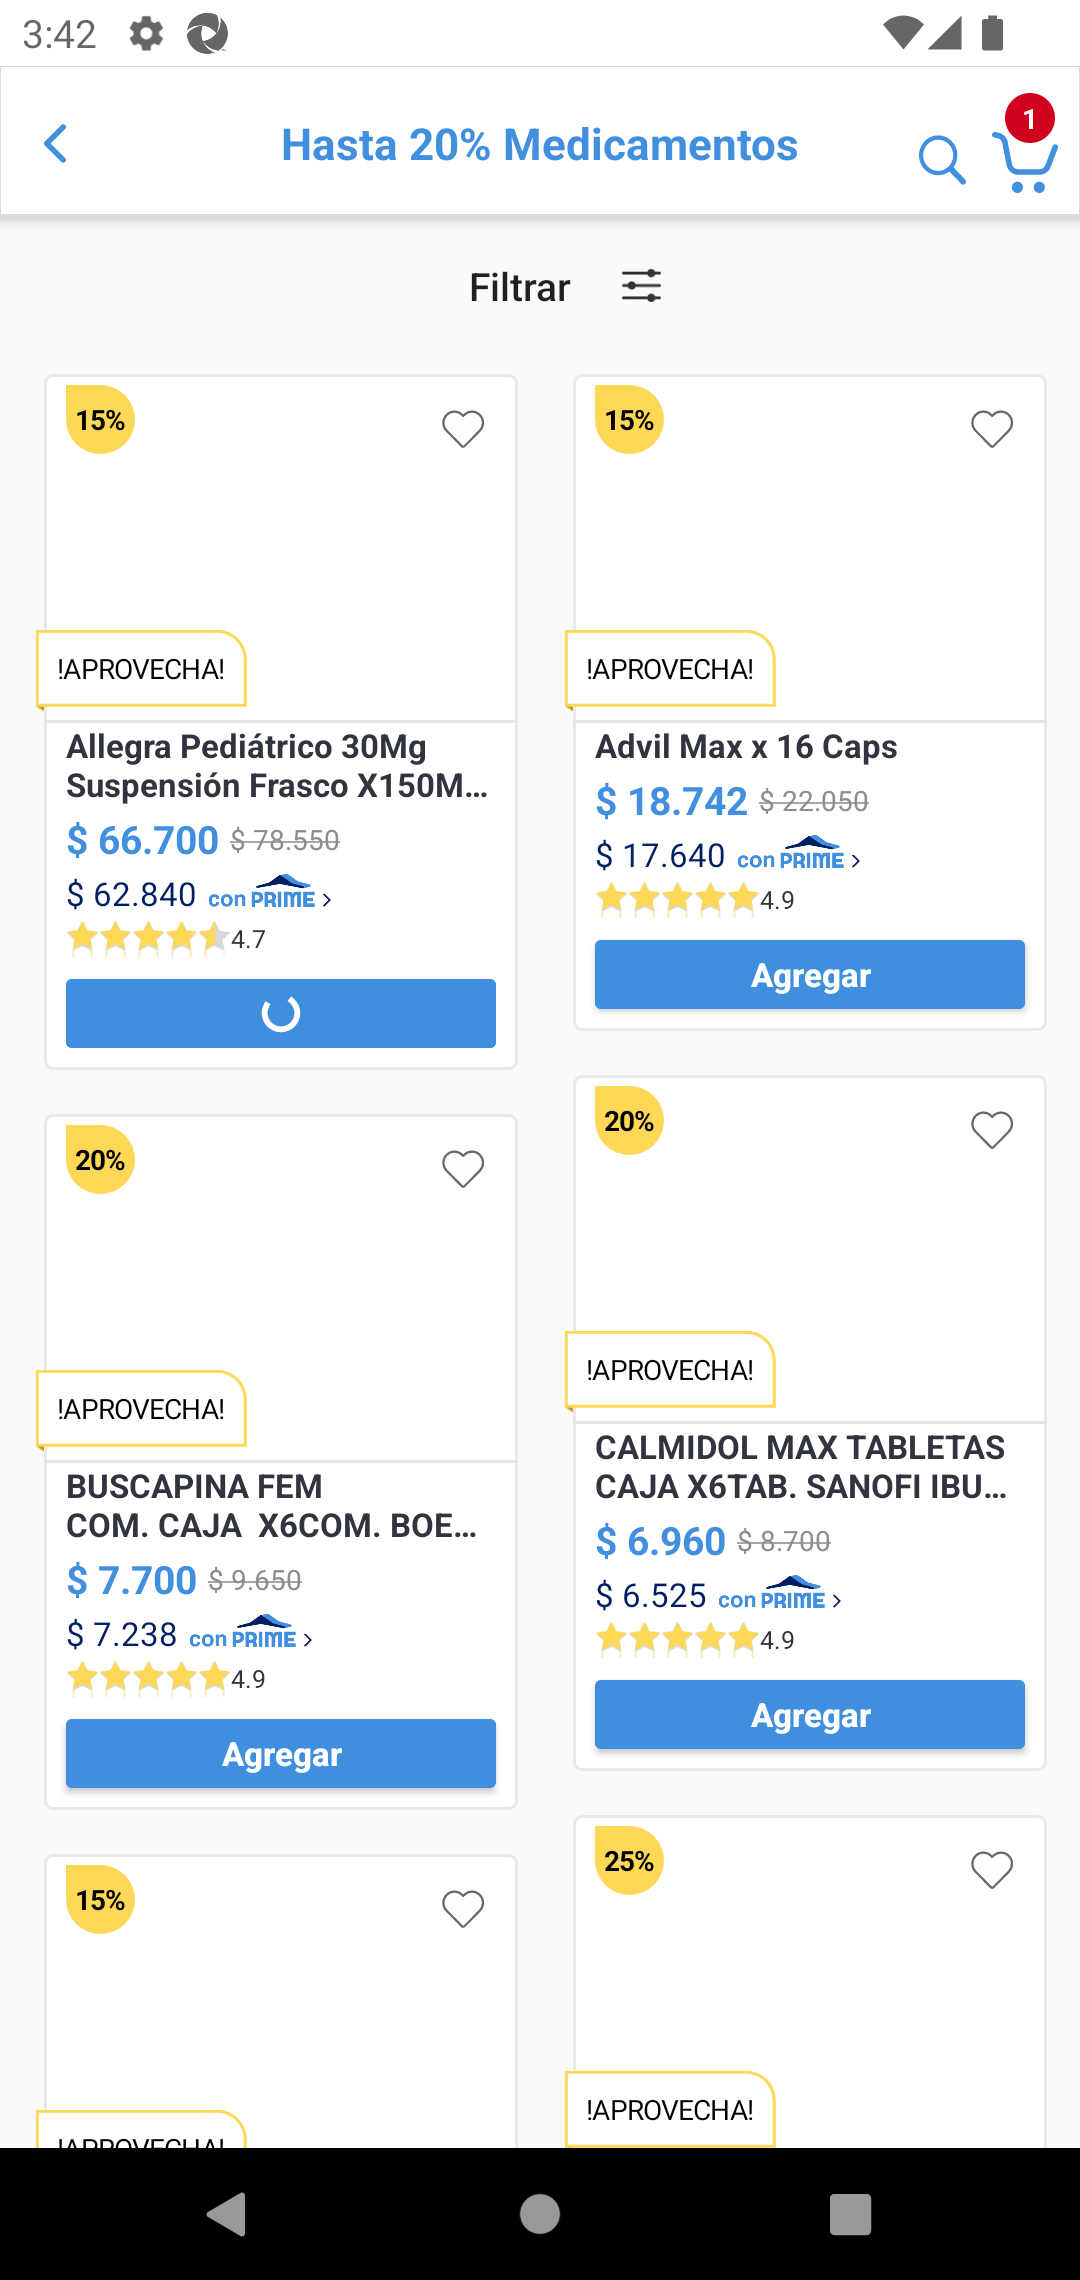 3:42
Hasta 20% Medicamentos
1
Filtrar
15%
!APROVECHA!
Allegra Pediátrico 30Mg
Suspensión Frasco X150M...
$ 66.700 $ 78.550
$ 62.840 con PRIME >
4.7
15%
!APROVECHA!
Advil Max x 16 Caps
$ 18.742 $ 22.050
$ 17.640 con PRIME >
4.9
Agregar
20%
!APROVECHA!
BUSCAPINA FEM
COM. CAJA X6COM. BOE...
$ 7.700 $ 9.650
$ 7.238 con PRIME >
4.9
Agregar
20%
!APROVECHA!
CALMIDOL MAX TABLETAS
CAJA X6TAB. SANOFI IBU...
$ 6.960 $ 8.700
$ 6.525 con PRIME >
4.9
Agregar
15%
!APROVECHA!
25%
!APROVECHA!